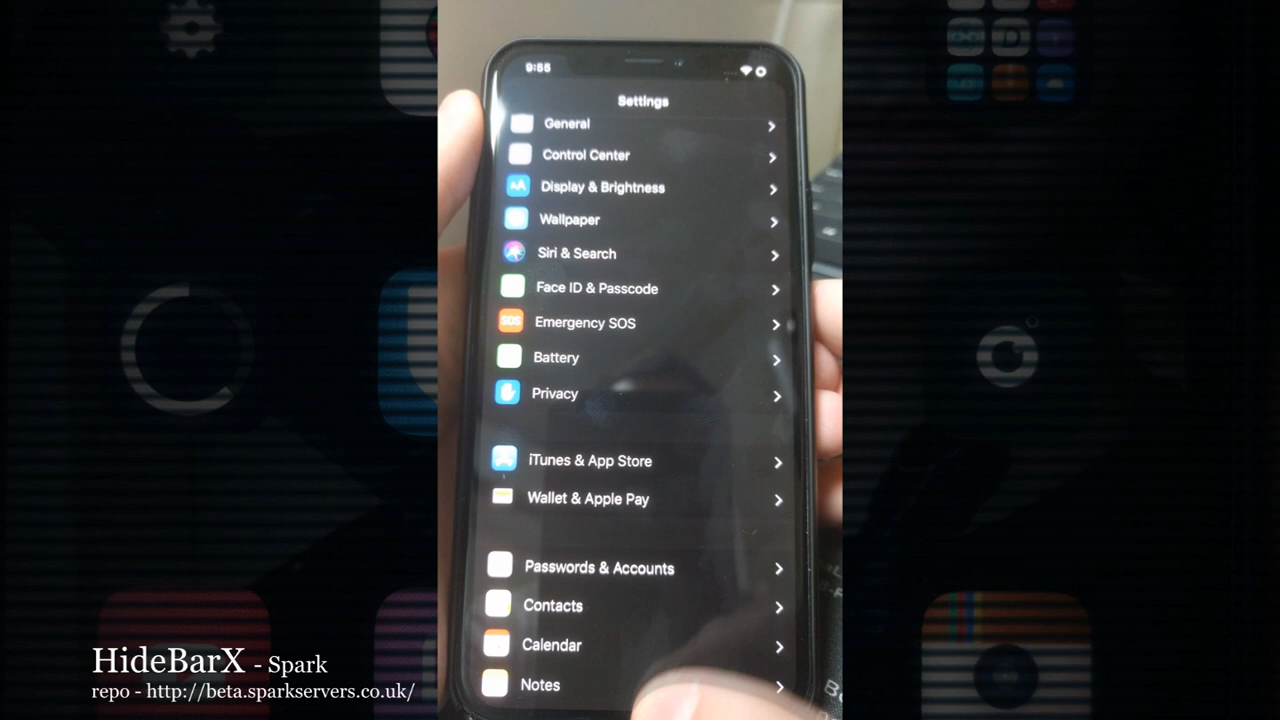 9:55
Settings
General
Control Center
Display & Brightness
Wallpaper
Siri & Search
Face ID & Passcode
SOS Emergency SOS
Battery
Privacy
iTunes & App Store
Wallet & Apple Pay
Passwords & Accounts
Contacts
Calendar
Notes
HideBarX - Spark
repo - http://beta.sparkservers.co.uk/